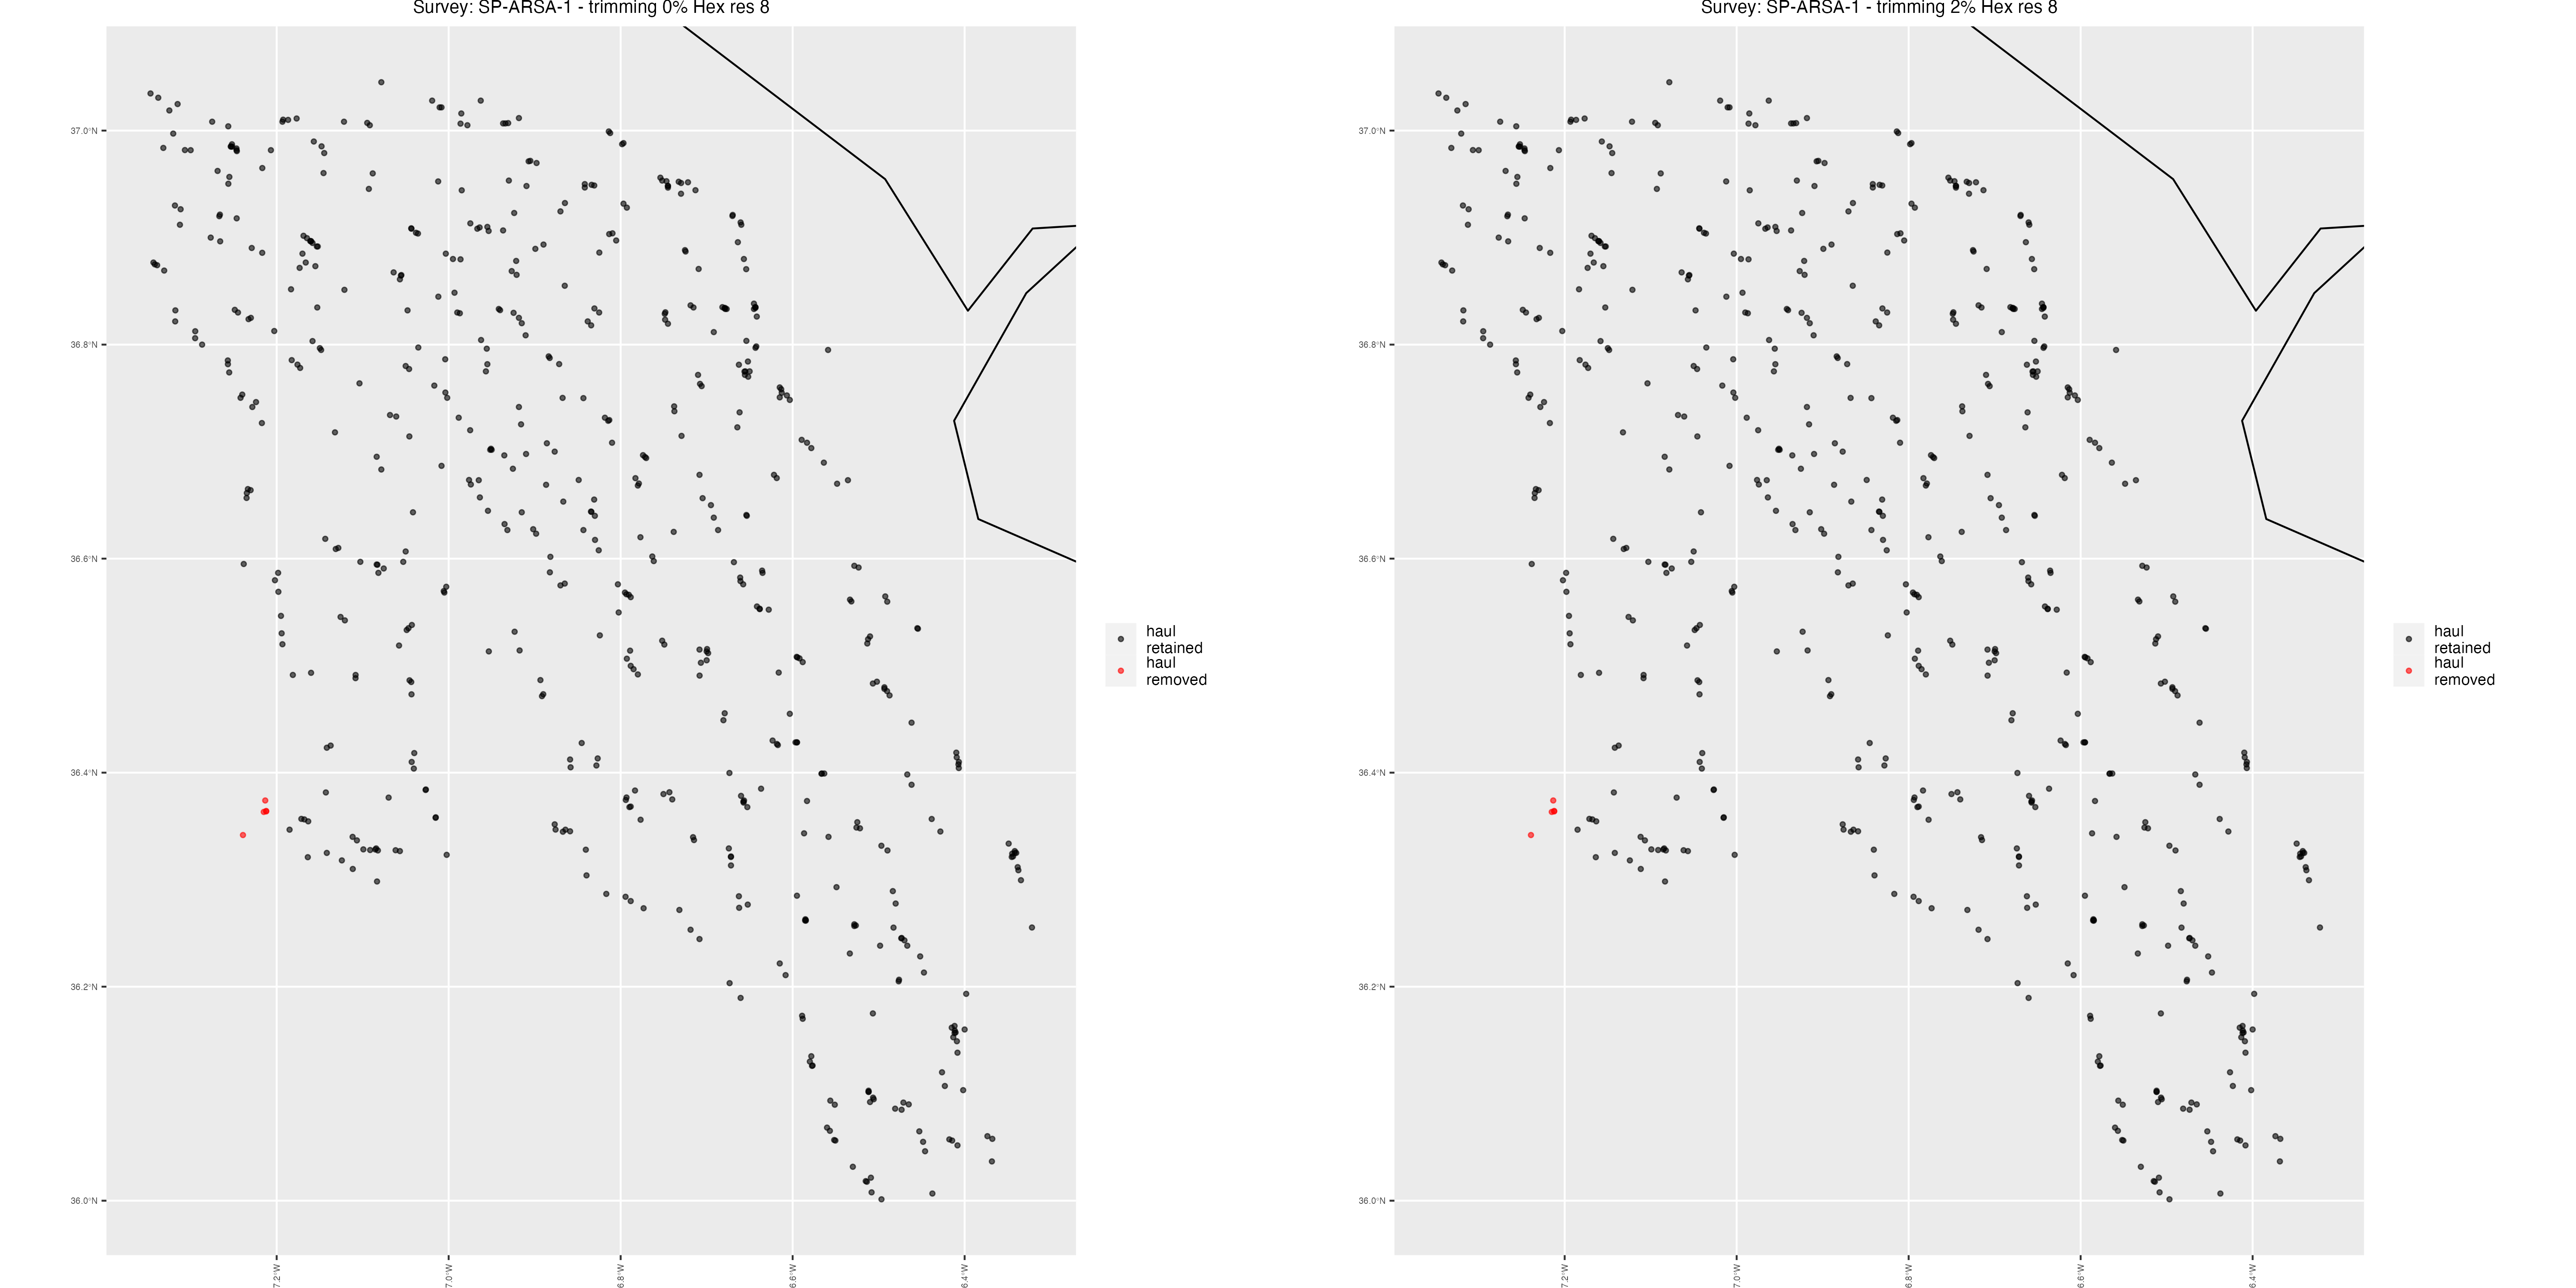 Survey: SP-ARSA-1 - trimming 0% Hex res 8
37.0°N
36.8°N
36.6°N
36.4°N
36.2°N
36.0°N
7.2°W
7.0°W
6.8°W
6.6°W
6.4°W
haul
retained
haul
removed
Survey: SP-ARSA-1 - trimming 2% Hex res 8
37.0°N
36.8°N
36.6°N
36.4°N
36.2°N
36.0°N
7.2°W
7.0°W
6.8°W
6.6°W
6.4°W
haul
retained
haul
removed